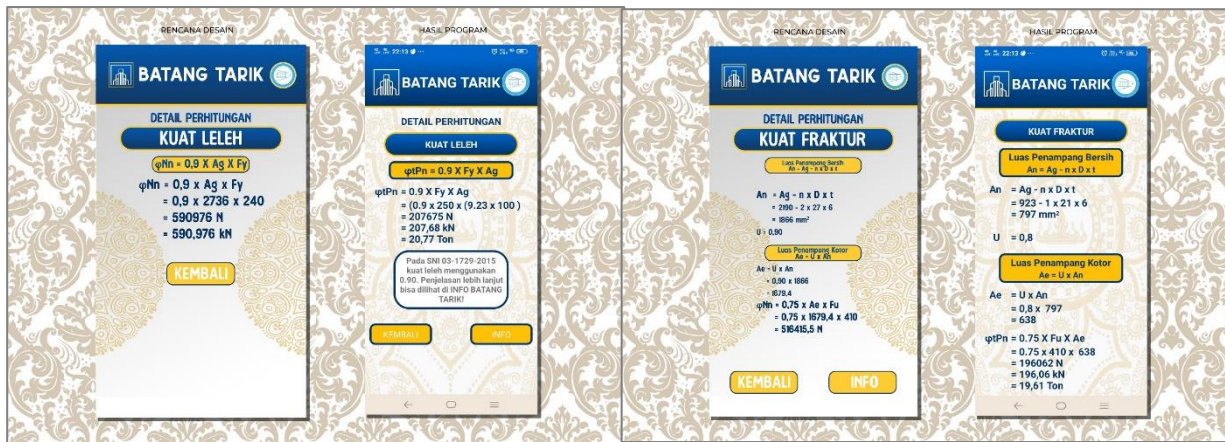 RENCANA DESAIN
BATANG TARIK
DETAIL PERHITUNGAN
KUAT LELEH
φNn = 0,9 X Ag X Fy
φNn = 0,9 x Ag x Fy
= 0,9 x 2736 x 240
= 590976 N
= 590,976 kN
KEMBALI
HASIL PROGRAM
22:13
BATANG TARIK
DETAIL PERHITUNGAN
KUAT LELEH
φtPn = 0.9 X Fy X Ag
φtPn = 0.9 X Fy X Ag
= (0.9 x 250 x (9.23 x 100 )
= 207675 N
= 207,68 kN
= 20,77 Ton
Pada SNI 03-1729-2015
kuat leleh menggunakan
0.90. Penjelasan lebih lanjut
bisa dilihat di INFO BATANG
TARIK!
KEMBALI
INFO
RENCANA DESAIN
BATANG TARIK
DETAIL PERHITUNGAN
KUAT FRAKTUR
Luas Penampang Bersih
An = Ag - n x D x t
An = Ag - n x D x t
= 2190 - 2 x 27 x 6
= 1866 mm²
U = 0.90
Luas Penampang Kotor
Ae = U x An
Ae = U x An
= 0,90 x 1866
= 1679,4
φNn = 0,75 x Ae x Fu
= 0,75 x 1679,4 x 410
= 516415,5 N
KEMBALI
INFO
HASIL PROGRAM
22:13
BATANG TARIK
KUAT FRAKTUR
Luas Penampang Bersih
An = Ag - n x D x t
An = Ag - n x D x t
= 923 - 1 x 21 x 6
= 797 mm²
U = 0,8
Luas Penampang Kotor
Ae = U x An
Ae = U x An
= 0,8 x 797
= 638
φtPn = 0.75 X Fu X Ae
= 0.75 x 410 x 638
= 196062 N
= 196,06 kN
= 19,61 Ton